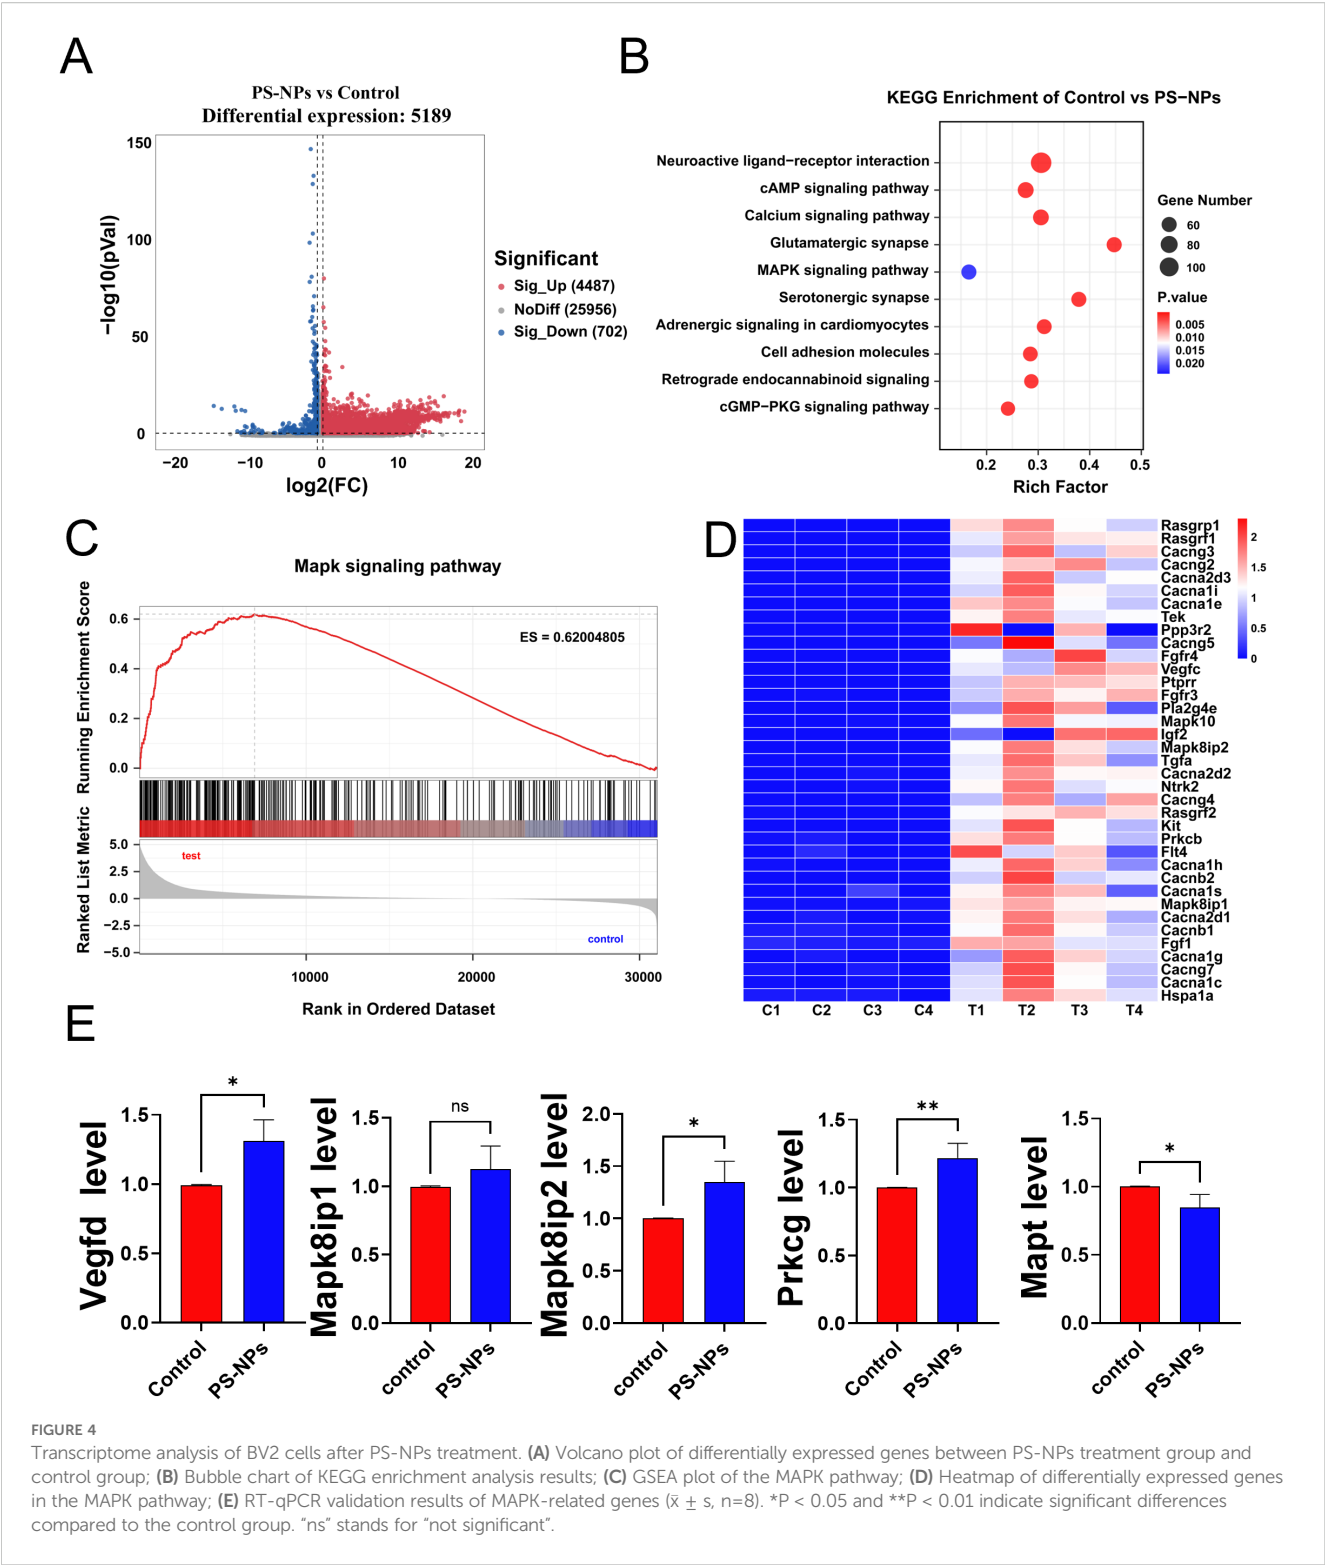 A
PS-NPs vs Control
Differential expression: 5189
150
100
50
0
−log10(pVal)
−20
−10
0
10
20
log2(FC)
Significant
Sig_Up (4487)
NoDiff (25956)
Sig_Down (702)
B
KEGG Enrichment of Control vs PS−NPs
Neuroactive ligand−receptor interaction
cAMP signaling pathway
Calcium signaling pathway
Glutamatergic synapse
MAPK signaling pathway
Serotonergic synapse
Adrenergic signaling in cardiomyocytes
Cell adhesion molecules
Retrograde endocannabinoid signaling
cGMP−PKG signaling pathway
0.2
0.3
0.4
0.5
Rich Factor
Gene Number
60
80
100
P.value
0.005
0.010
0.015
0.020
C
Mapk signaling pathway
Running Enrichment Score
0.6
0.4
0.2
0.0
ES = 0.62004805
Ranked List Metric
5.0
2.5
0.0
−2.5
−5.0
test
control
10000
20000
30000
Rank in Ordered Dataset
D
Rasgrp1
Rasgrf1
Cacng3
Cacng2
Cacna2d3
Cacna1i
Cacna1e
Tek
Ppp3r2
Cacng5
Fgfr4
Vegfc
Ptprr
Fgfr3
Pla2g4e
Mapk10
Igf2
Mapk8ip2
Tgfa
Cacna2d2
Ntrk2
Cacng4
Rasgrf2
Kit
Prkcb
Flt4
Cacna1h
Cacnb2
Cacna1s
Mapk8ip1
Cacna2d1
Cacnb1
Fgf1
Cacna1g
Cacng7
Cacna1c
Hspa1a
C1
C2
C3
C4
T1
T2
T3
T4
2
1.5
1
0.5
0
E
Vegfd level
1.5
1.0
0.5
0.0
*
Control
PS-NPs
Mapk8ip1 level
1.5
1.0
0.5
0.0
ns
control
PS-NPs
Mapk8ip2 level
2.0
1.5
1.0
0.5
0.0
*
control
PS-NPs
Prkcg level
1.5
1.0
0.5
0.0
**
Control
PS-NPs
Mapt level
1.5
1.0
0.5
0.0
*
control
PS-NPs
FIGURE 4
Transcriptome analysis of BV2 cells after PS-NPs treatment. (A) Volcano plot of differentially expressed genes between PS-NPs treatment group and
control group; (B) Bubble chart of KEGG enrichment analysis results; (C) GSEA plot of the MAPK pathway; (D) Heatmap of differentially expressed genes
in the MAPK pathway; (E) RT-qPCR validation results of MAPK-related genes (x̄ ± s, n=8). *P < 0.05 and **P < 0.01 indicate significant differences
compared to the control group. “ns” stands for “not significant”.